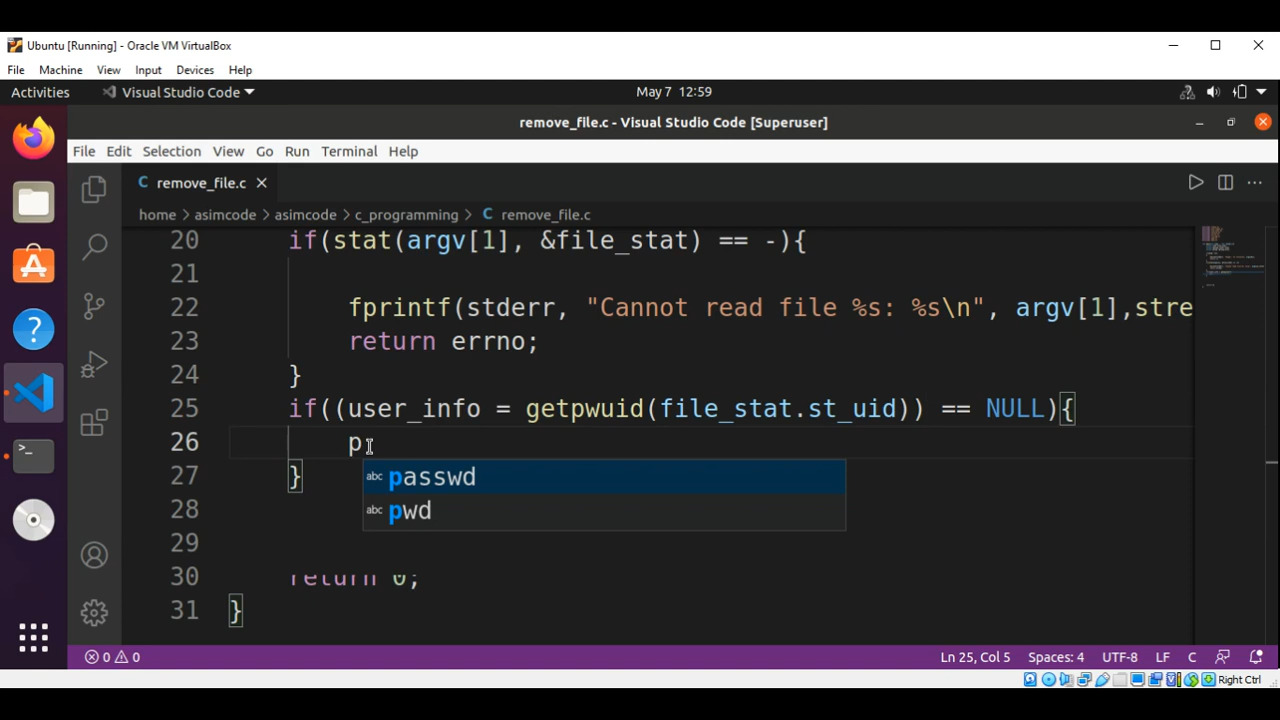 Ubuntu [Running] - Oracle VM VirtualBox
File Machine View Input Devices Help
Activities Visual Studio Code May 7 12:59
remove_file.c - Visual Studio Code [Superuser]
File Edit Selection View Go Run Terminal Help
C remove_file.c
home > asimcode > asimcode > c_programming > C remove_file.c
20 if(stat(argv[1], &file_stat) == -){
21
22 fprintf(stderr, "Cannot read file %s: %s\n", argv[1],stre
23 return errno;
24 }
25 if((user_info = getpwuid(file_stat.st_uid)) == NULL){
26 p
abc passwd
27 }
abc pwd
28
29
30 return 0;
31 }
0 0 Ln 25, Col 5 Spaces: 4 UTF-8 LF C
Right Ctrl